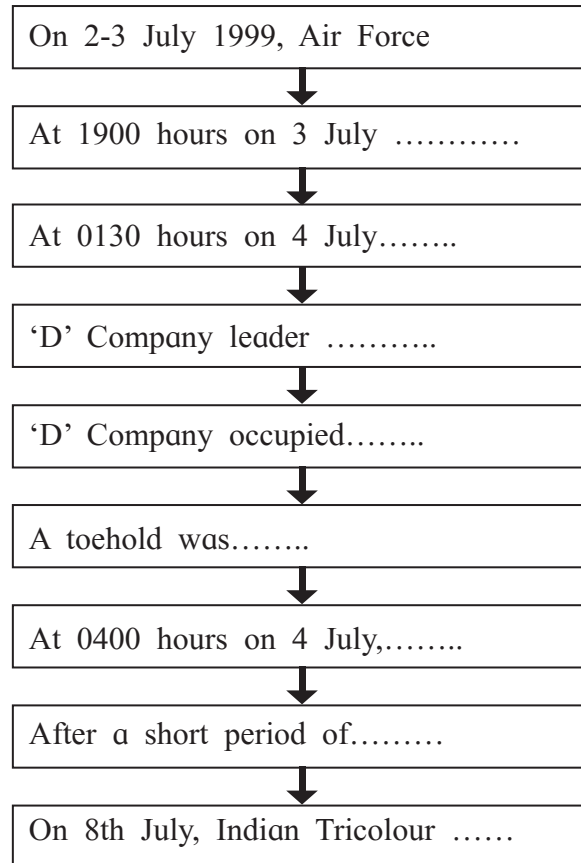 On 2-3 July 1999, Air Force
At 1900 hours on 3 July …………
At 0130 hours on 4 July……..
‘D’ Company leader ………..
‘D’ Company occupied……..
A toehold was……..
At 0400 hours on 4 July,……..
After a short period of………
On 8th July, Indian Tricolour ……